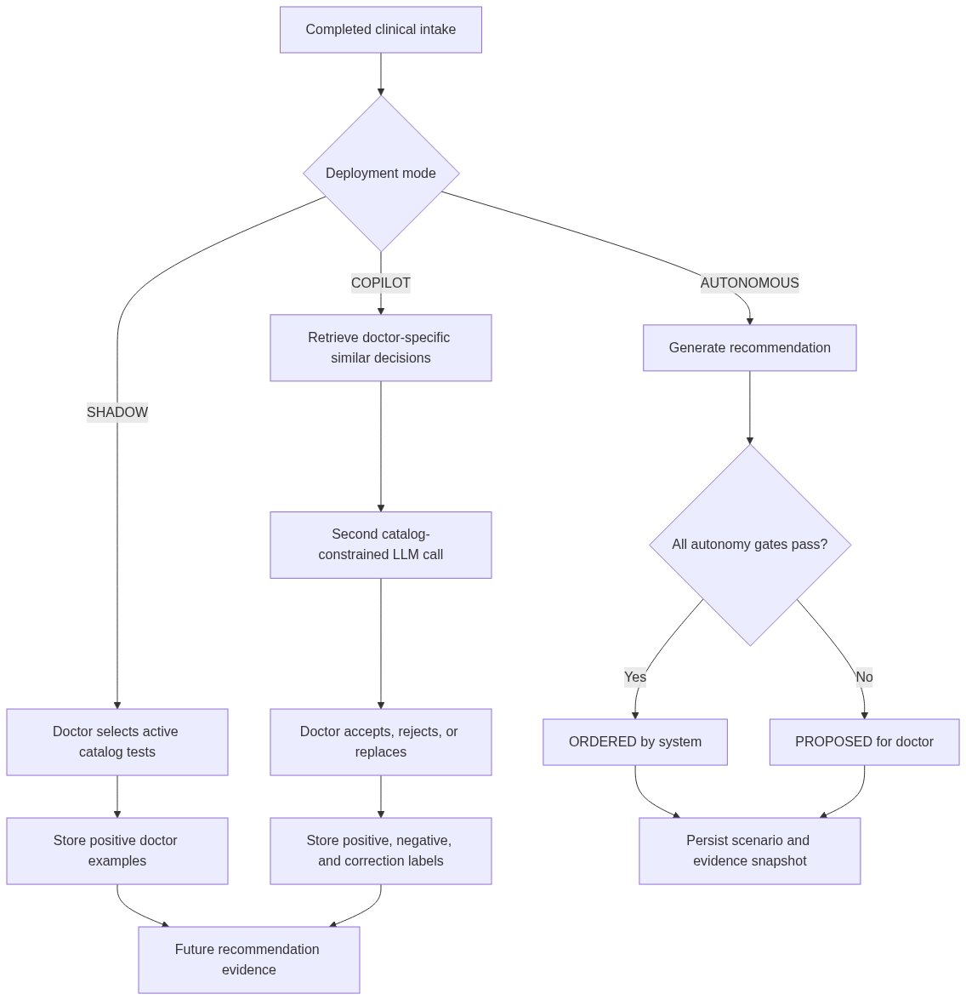 Completed clinical intake
Deployment mode
COPILOT
AUTONOMOUS
Retrieve doctor-specific
similar decisions
Generate recommendation
SHADOW
Second catalog-
constrained LLM call
All autonomy gates pass?
Yes
No
Doctor selects active
catalog tests
Doctor accepts, rejects, or
replaces
ORDERED by system
PROPOSED for doctor
Store positive doctor
examples
Store positive, negative,
and correction labels
Persist scenario and
evidence snapshot
Future recommendation
evidence